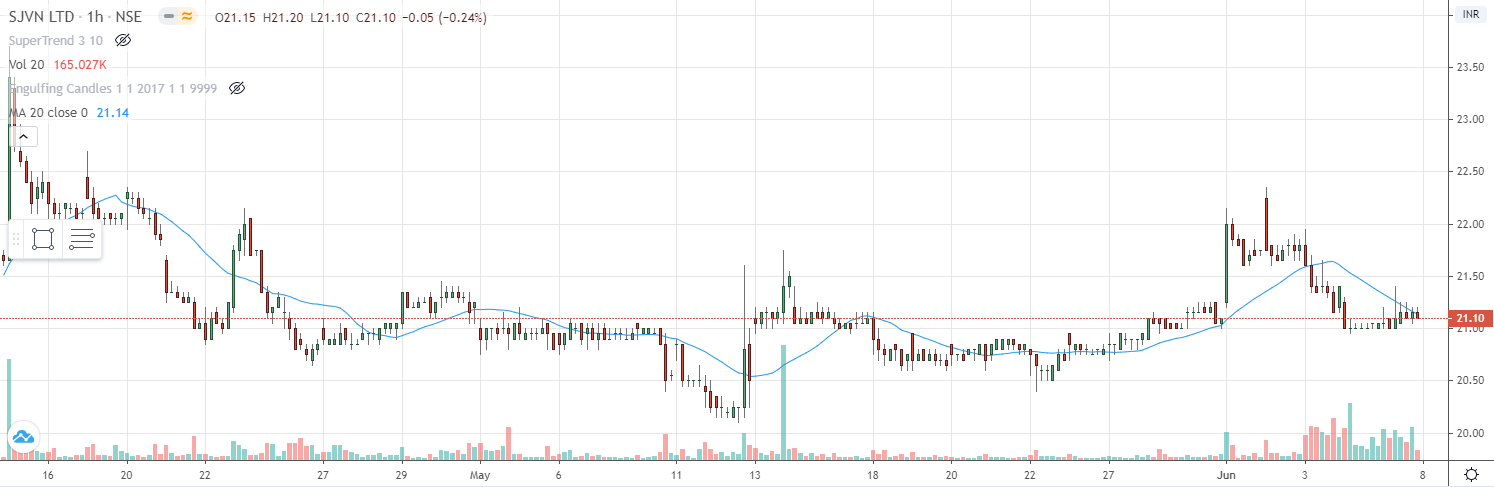 SJVN LTD · 1h · NSE O21.15 H21.20 L21.10 C21.10 −0.05 (−0.24%)
INR
SuperTrend 3 10
Vol 20 165.027K
Engulfing Candles 1 1 2017 1 1 9999
MA 20 close 0 21.14
23.50
23.00
22.50
22.00
21.50
21.10
21.00
20.50
20.00
16 20 22 27 29 May 6 11 13 18 20 22 27 Jun 3 8